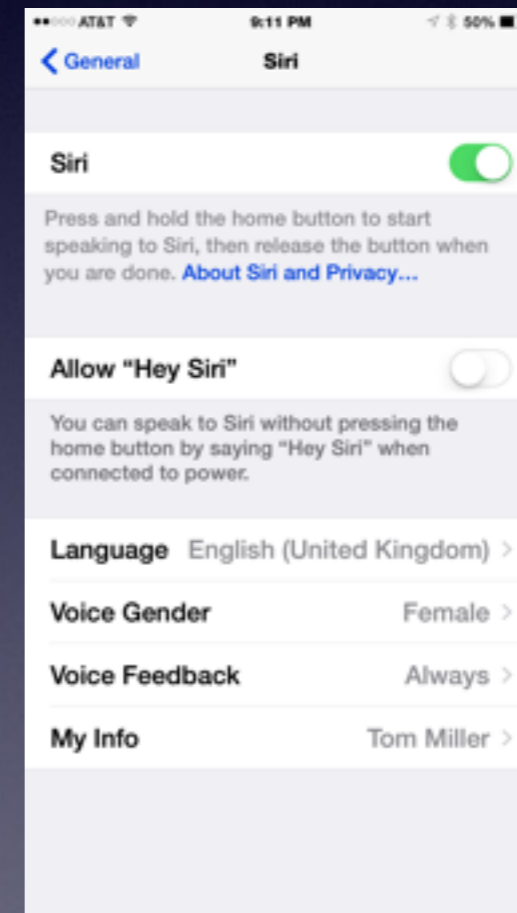 AT&T 9:11 PM 50%
General Siri
Siri
Press and hold the home button to start
speaking to Siri, then release the button when
you are done. About Siri and Privacy...
Allow “Hey Siri”
You can speak to Siri without pressing the
home button by saying “Hey Siri” when
connected to power.
Language English (United Kingdom)
Voice Gender Female
Voice Feedback Always
My Info Tom Miller